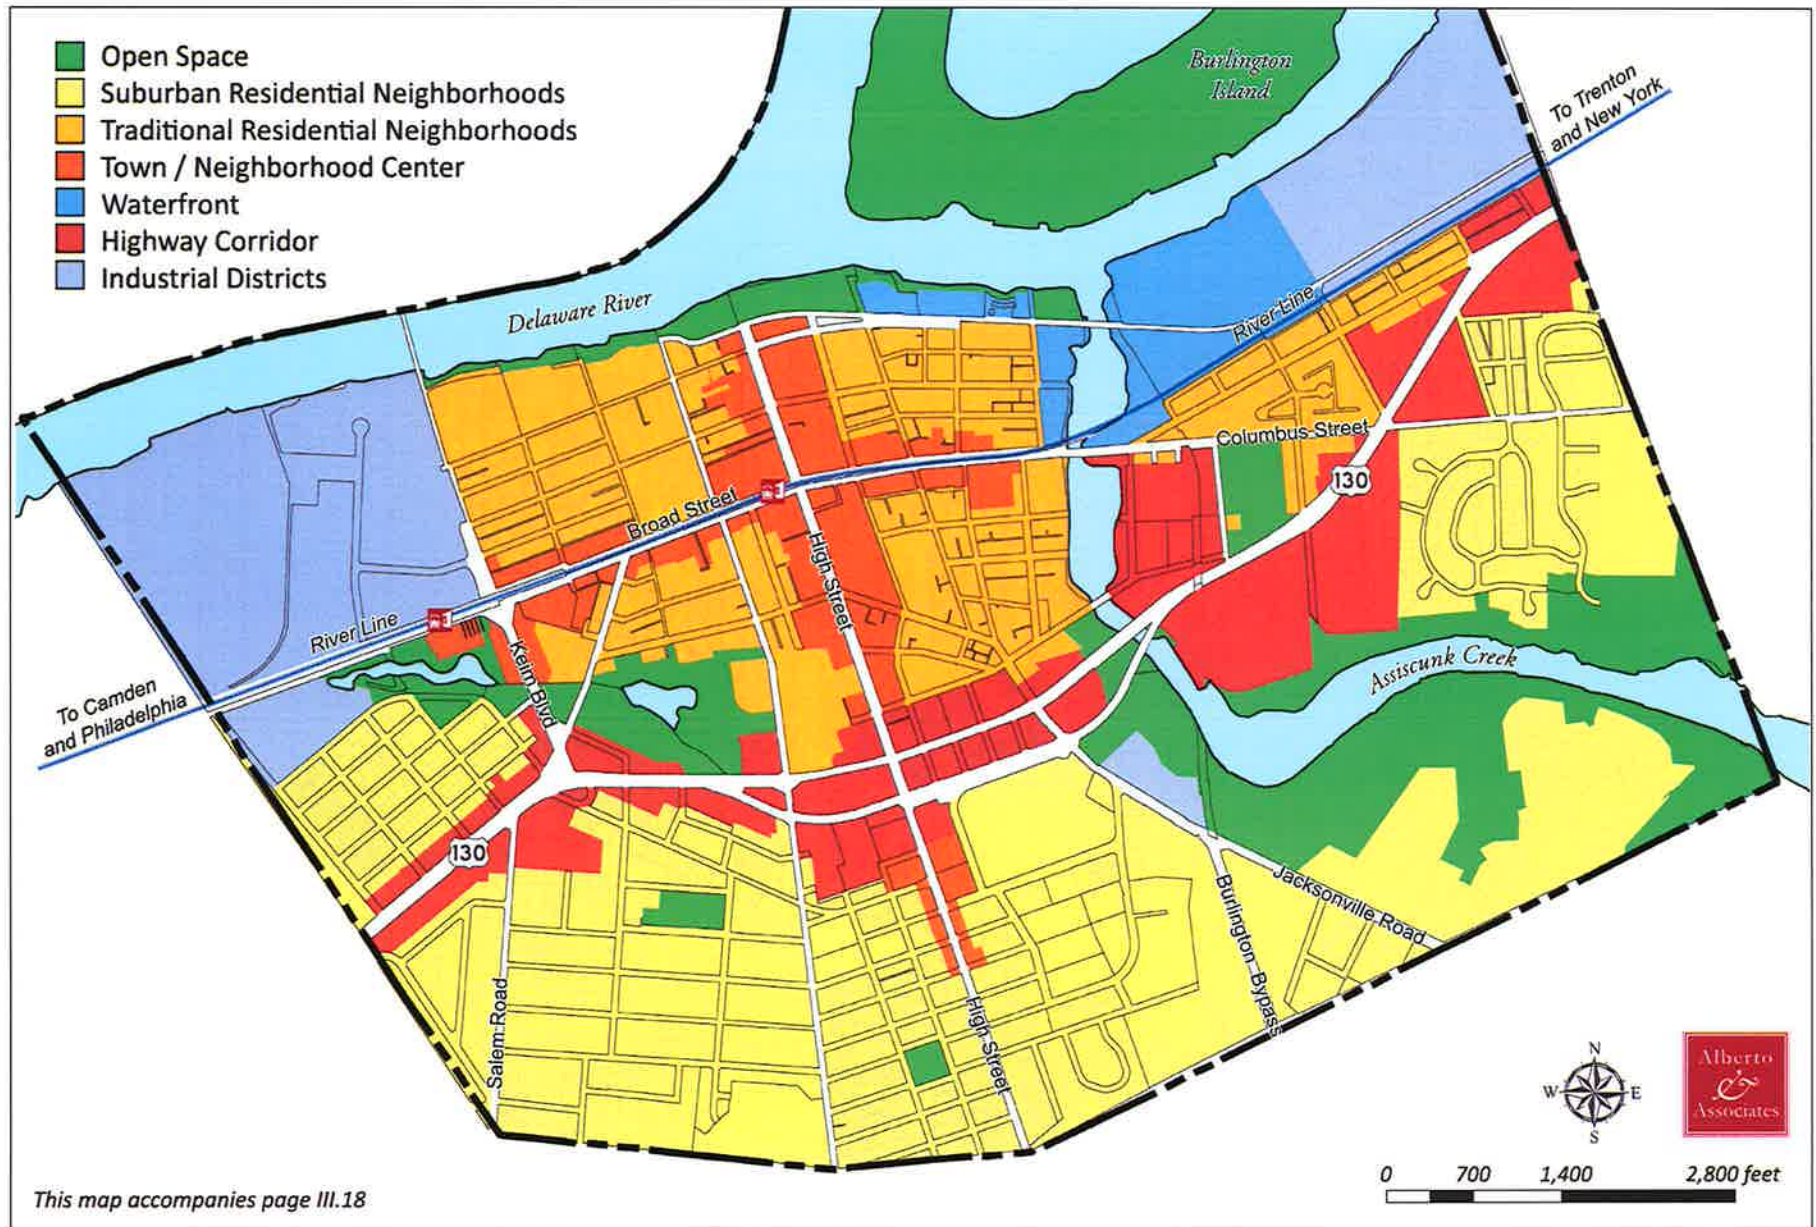 Open Space
Suburban Residential Neighborhoods
Traditional Residential Neighborhoods
Town / Neighborhood Center
Waterfront
Highway Corridor
Industrial Districts
Burlington
Island
To Trenton
and New York
Delaware River
River Line
Columbus Street
130
Broad Street
High Street
River Line
Keim Blvd
To Camden
and Philadelphia
Assiscunk Creek
130
Jacksonville Road
Burlington Bypass
Salem Road
High Street
N
W
E
S
Alberto
&
Associates
0 700 1,400 2,800 feet
This map accompanies page III.18